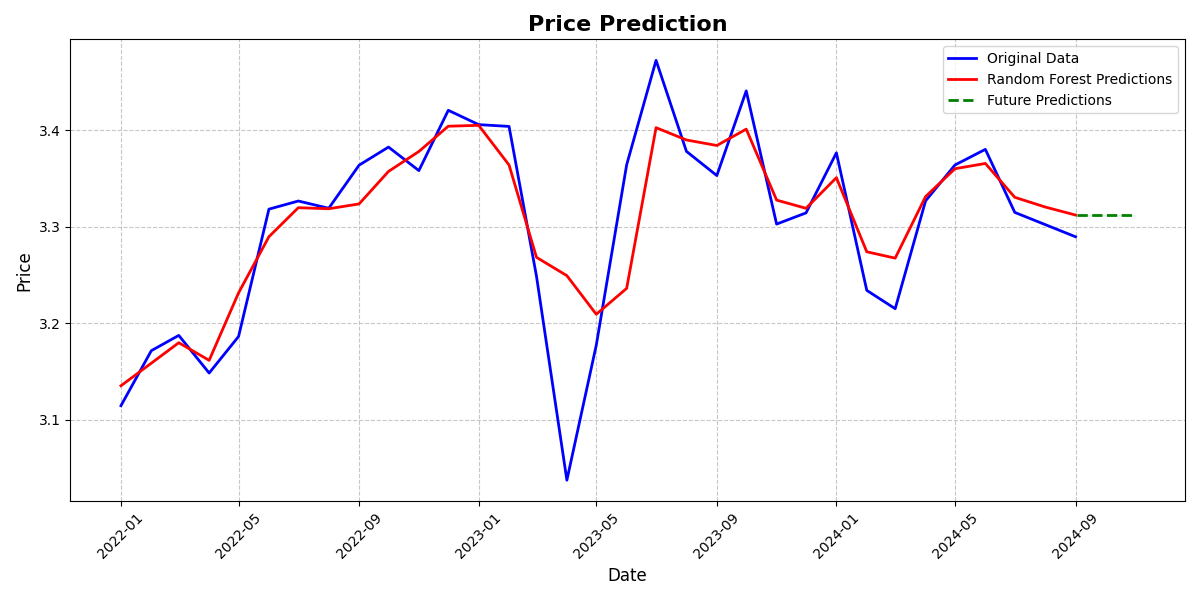 Price Prediction
Original Data
Random Forest Predictions
Future Predictions
Price
3.4
3.3
3.2
3.1
2022-01
2022-05
2022-09
2023-01
2023-05
2023-09
2024-01
2024-05
2024-09
Date